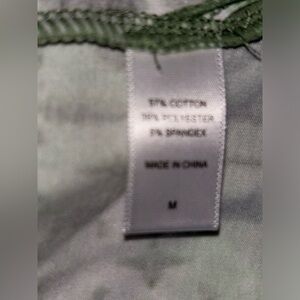 57% COTTON
38% POLYESTER
5% SPANDEX
MADE IN CHINA
M